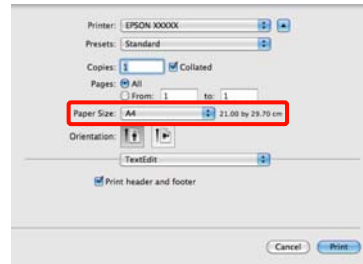 Printer: EPSON XXXXX
Presets: Standard
Copies: 1 Collated
Pages: All
From: 1 to: 1
Paper Size: A4 21.00 by 29.70 cm
Orientation:
TextEdit
Print header and footer
Cancel Print